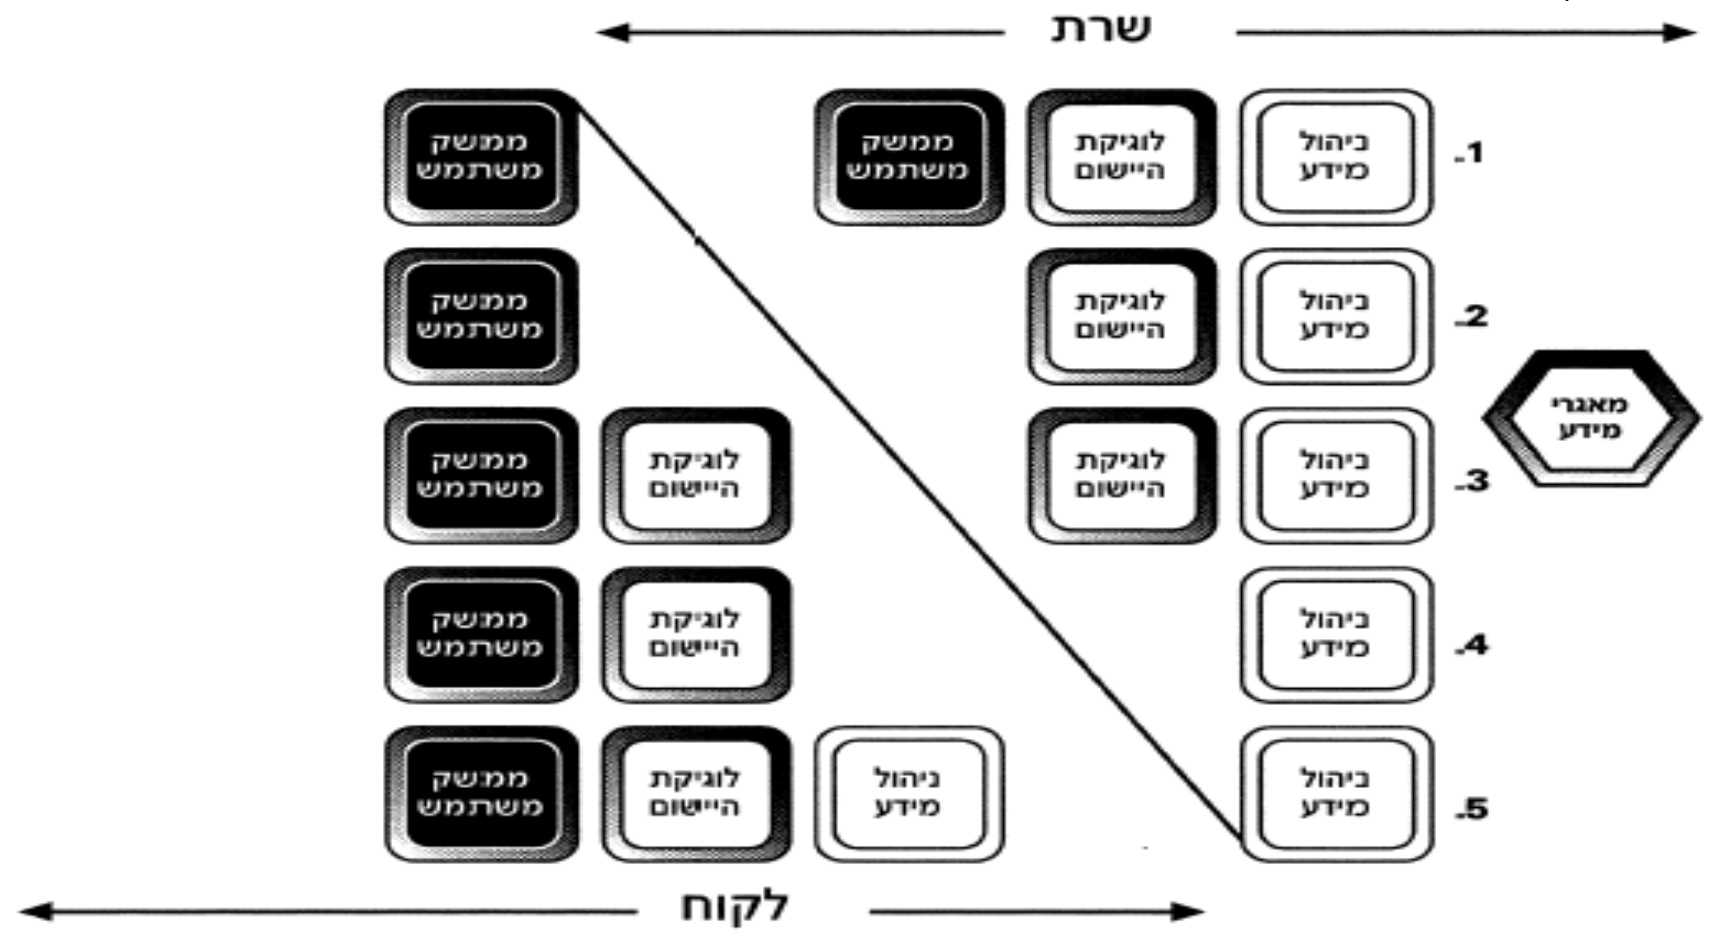 שרת
1-
ניהול
מידע
לוגיקת
היישום
ממשק
משתמש
ממשק
משתמש
2-
ניהול
מידע
לוגיקת
היישום
ממשק
משתמש
מאגרי
מידע
3-
ניהול
מידע
לוגיקת
היישום
לוגיקת
היישום
ממשק
משתמש
4-
ניהול
מידע
לוגיקת
היישום
ממשק
משתמש
5-
ניהול
מידע
ניהול
מידע
לוגיקת
היישום
ממשק
משתמש
לקוח